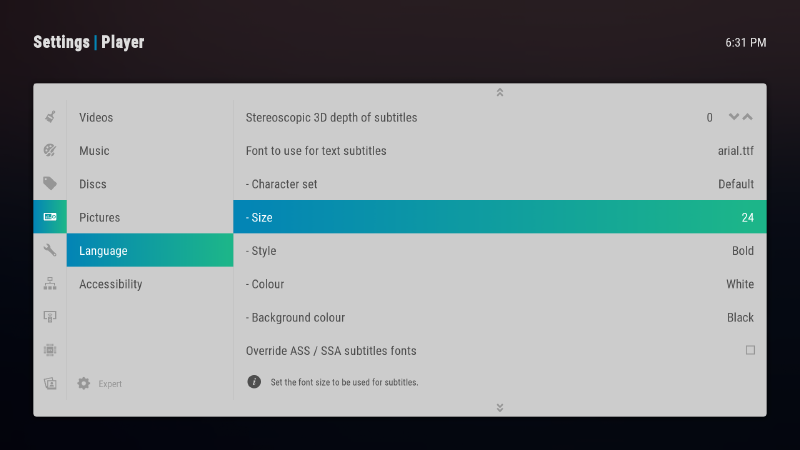 Settings | Player
6:31 PM
Videos
Music
Discs
Pictures
Language
Accessibility
Expert
Stereoscopic 3D depth of subtitles 0
Font to use for text subtitles arial.ttf
- Character set Default
- Size 24
- Style Bold
- Colour White
- Background colour Black
Override ASS / SSA subtitles fonts
i Set the font size to be used for subtitles.